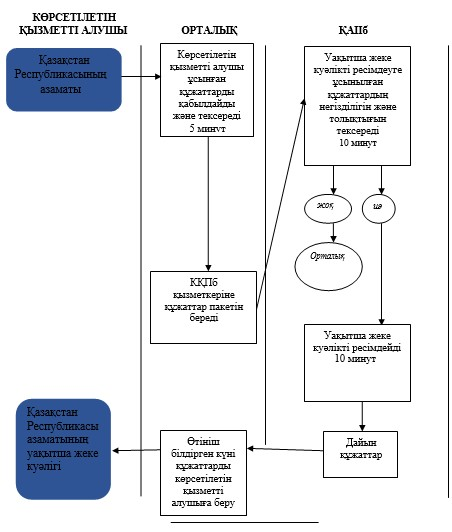 КӨРСЕТІЛЕТІН
ҚЫЗМЕТТІ АЛУШЫ
ОРТАЛЫҚ
ҚАПб
Қазақстан
Республикасының
азаматы
Көрсетілетін
қызметті алушы
ұсынған
құжаттарды
қабылдайды
және тексереді
5 минут
Уақытша жеке
куәлікті ресімдеуге
ұсынылған
құжаттардың
негізділігін және
толықтығын
тексереді
10 минут
жоқ
иә
Орталық
ККПб
қызметкеріне
құжаттар пакетін
береді
Уақытша жеке
куәлікті ресімдейді
10 минут
Қазақстан
Республикасы
азаматының
уақытша жеке
куәлігі
Өтініш
білдірген күні
құжаттарды
көрсетілетін
қызметті
алушыға беру
Дайын
құжаттар